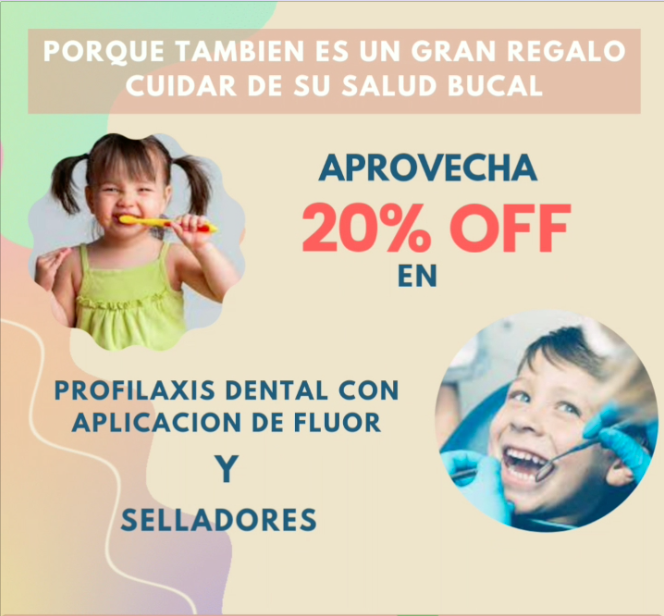 PORQUE TAMBIEN ES UN GRAN REGALO
CUIDAR DE SU SALUD BUCAL
APROVECHA
20% OFF
EN
PROFILAXIS DENTAL CON
APLICACION DE FLUOR
Y
SELLADORES